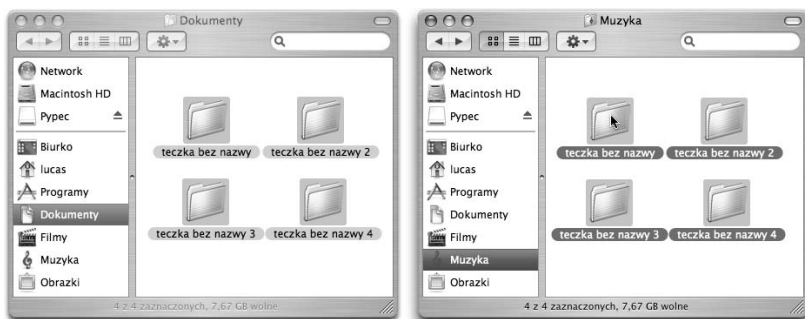 Dokumenty
Network
Macintosh HD
Pypec
Biurko
lucas
Programy
Dokumenty
Filmy
Muzyka
Obrazki
teczka bez nazwy
teczka bez nazwy 2
teczka bez nazwy 3
teczka bez nazwy 4
4 z 4 zaznaczonych, 7,67 GB wolne
Muzyka
Network
Macintosh HD
Pypec
Biurko
lucas
Programy
Dokumenty
Filmy
Muzyka
Obrazki
teczka bez nazwy
teczka bez nazwy 2
teczka bez nazwy 3
teczka bez nazwy 4
4 z 4 zaznaczonych, 7,67 GB wolne